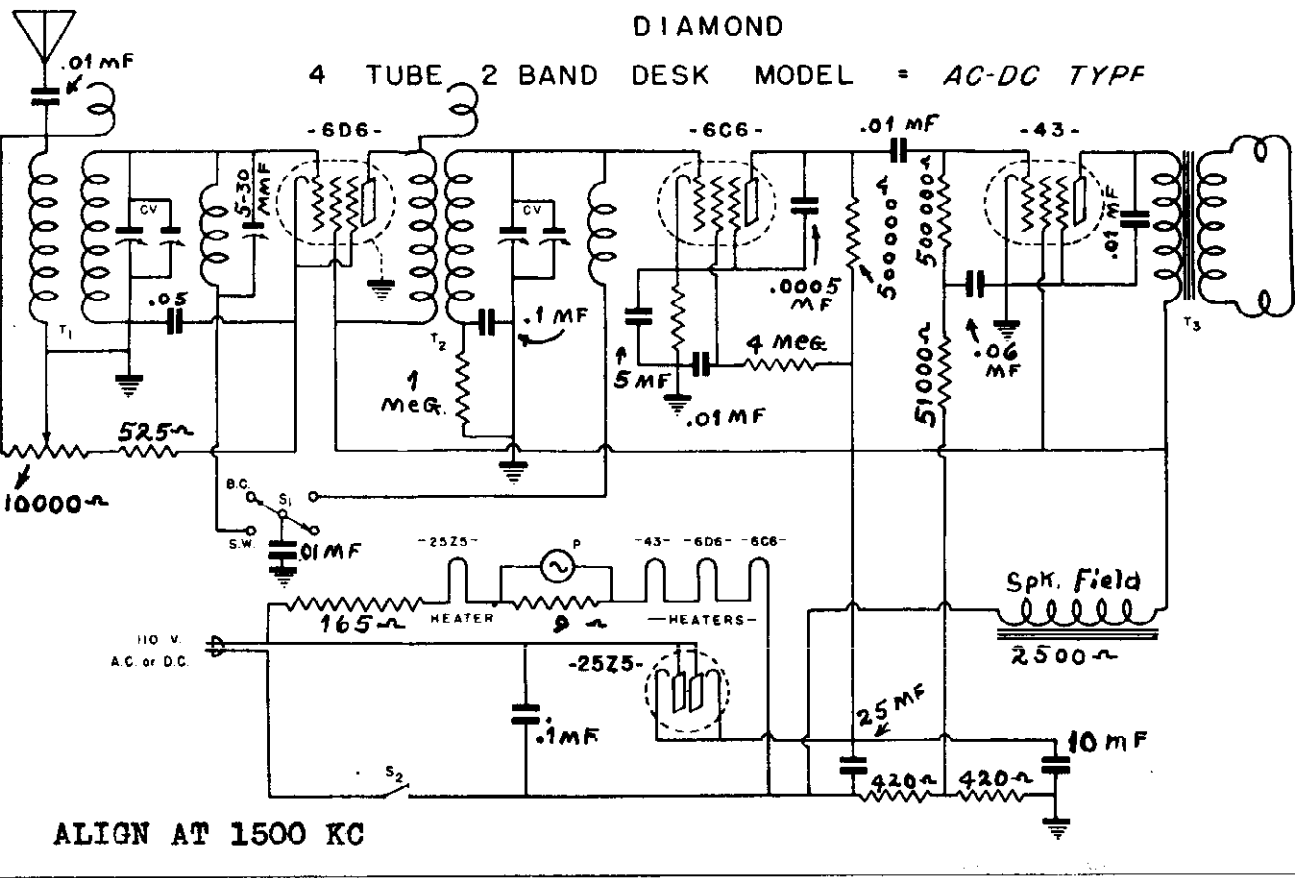 DIAMOND
4 TUBE 2 BAND DESK MODEL = AC-DC TYPE
.01 MF
-6D6-
-6C6-
.01 MF
-43-
CV
5-30 MMF
CV
500000 Ω
500000 Ω
.01 MF
.0005 MF
.05
T1
T2
.1 MF
T3
1 MEG.
5 MF
4 MEG
.01 MF
51000 Ω
.06 MF
525 Ω
10000 Ω
B.C.
S1
S.W.
.01 MF
-25Z5-
P
-43-
-6D6-
-6C6-
165 Ω
HEATER
9 Ω
-HEATERS-
Spk. Field
2500 Ω
110 V.
A.C. or D.C.
-25Z5-
.1 MF
25 MF
10 MF
S2
420 Ω
420 Ω
ALIGN AT 1500 KC